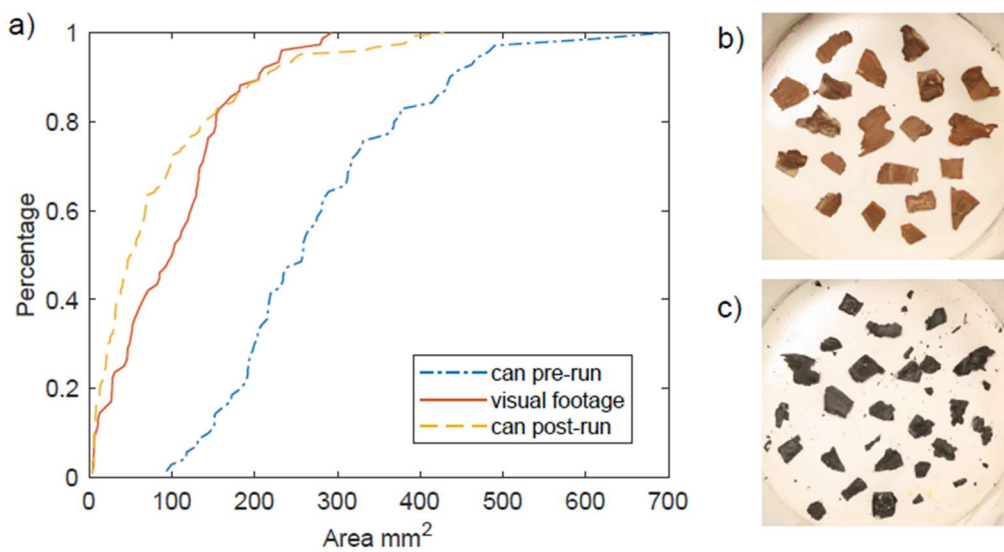 a)
Percentage
1
0.8
0.6
0.4
0.2
0
0 100 200 300 400 500 600 700
Area mm²
can pre-run
visual footage
can post-run
b)
c)